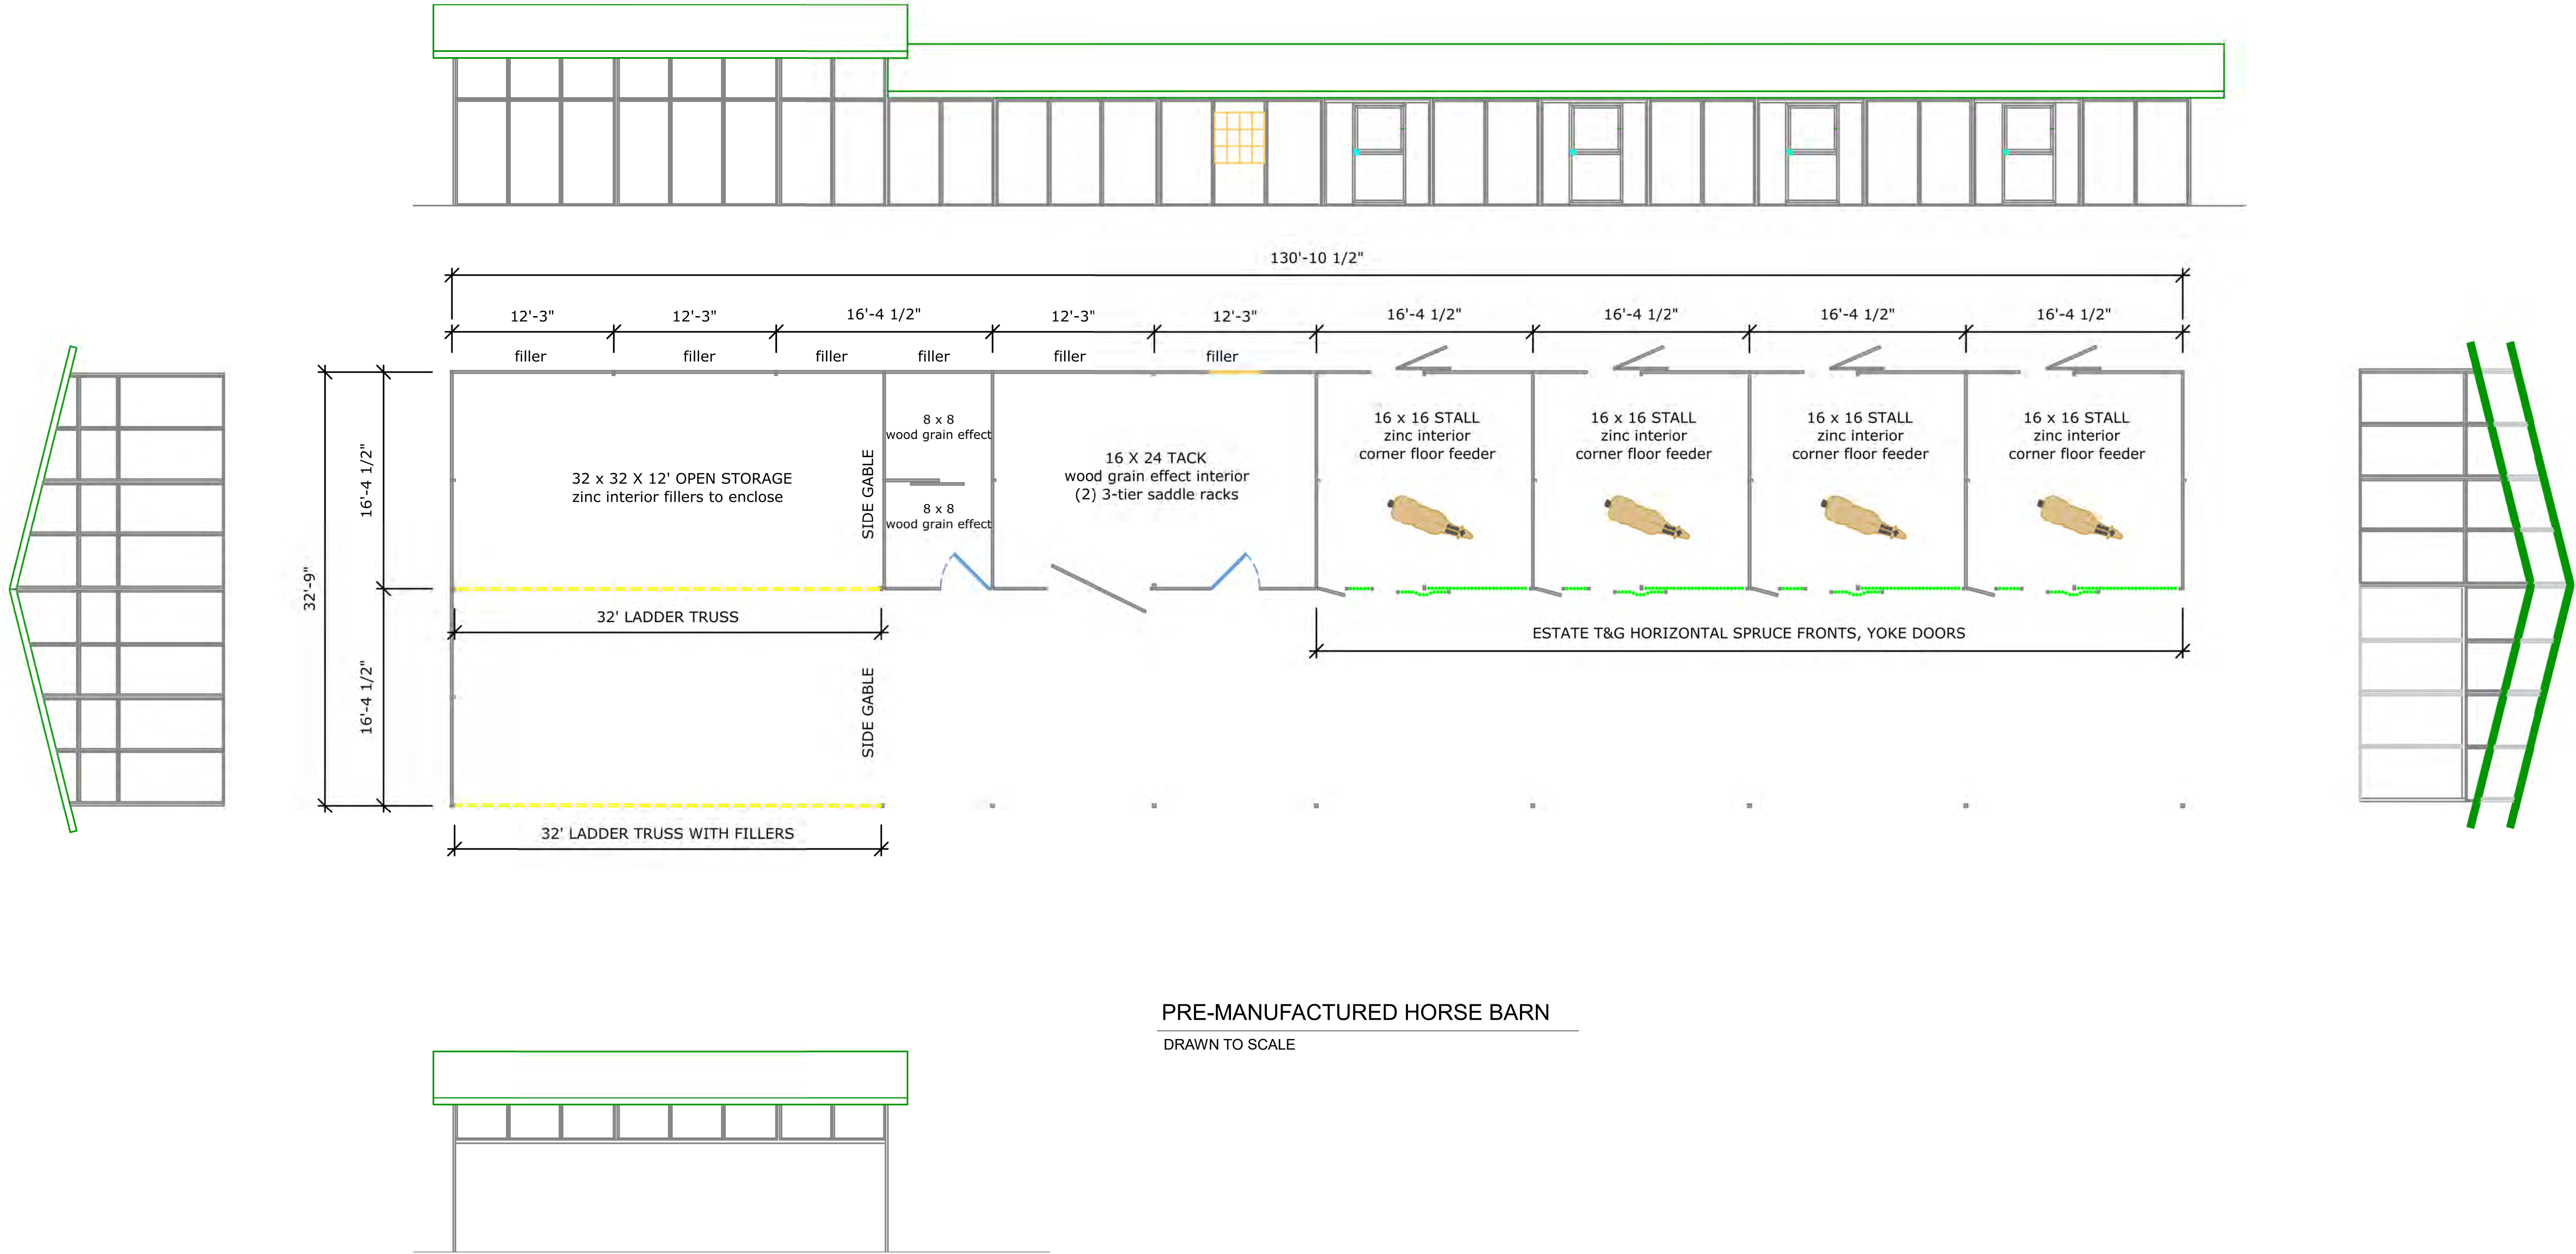 130'-10 1/2"
12'-3"
12'-3"
16'-4 1/2"
12'-3"
12'-3"
16'-4 1/2"
16'-4 1/2"
16'-4 1/2"
16'-4 1/2"
filler
filler
filler
filler
filler
filler
32'-9"
16'-4 1/2"
16'-4 1/2"
32 x 32 X 12' OPEN STORAGE
zinc interior fillers to enclose
SIDE GABLE
8 x 8
wood grain effect
8 x 8
wood grain effect
16 X 24 TACK
wood grain effect interior
(2) 3-tier saddle racks
16 x 16 STALL
zinc interior
corner floor feeder
16 x 16 STALL
zinc interior
corner floor feeder
16 x 16 STALL
zinc interior
corner floor feeder
16 x 16 STALL
zinc interior
corner floor feeder
32' LADDER TRUSS
ESTATE T&G HORIZONTAL SPRUCE FRONTS, YOKE DOORS
SIDE GABLE
32' LADDER TRUSS WITH FILLERS
PRE-MANUFACTURED HORSE BARN
DRAWN TO SCALE